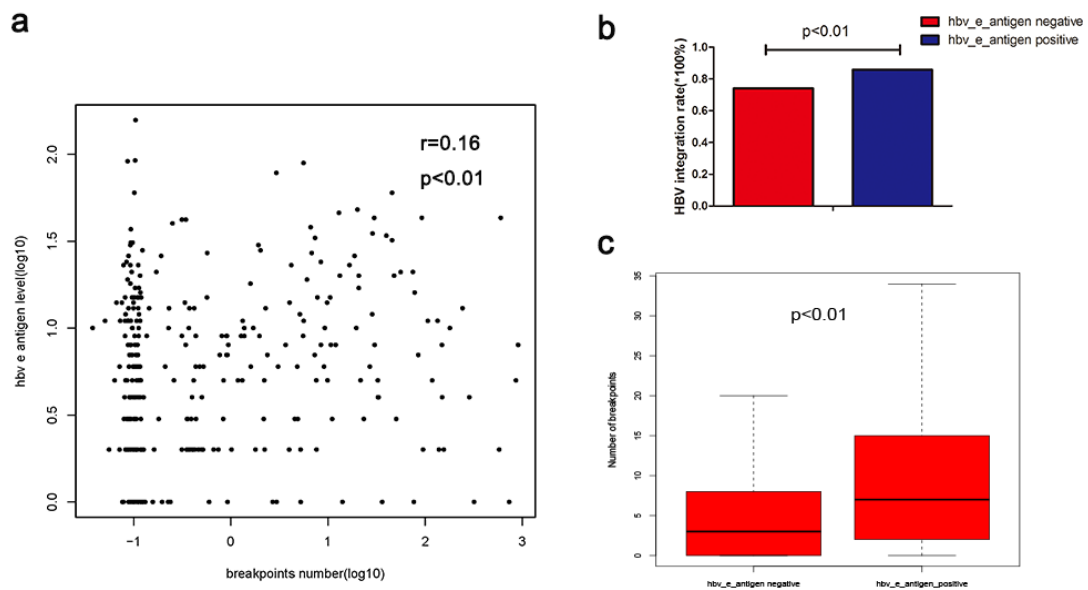 a
r=0.16
p<0.01
hbv e antigen level(log10)
2.0
1.5
1.0
0.5
0.0
−1
0
1
2
3
breakpoints number(log10)
b
hbv_e_antigen negative
hbv_e_antigen positive
p<0.01
HBV integration rate(*100%)
1.0
0.8
0.6
0.4
0.2
0.0
c
p<0.01
Number of breakpoints
35
30
25
20
15
10
5
0
hbv_e_antigen negative
hbv_e_antigen_positive